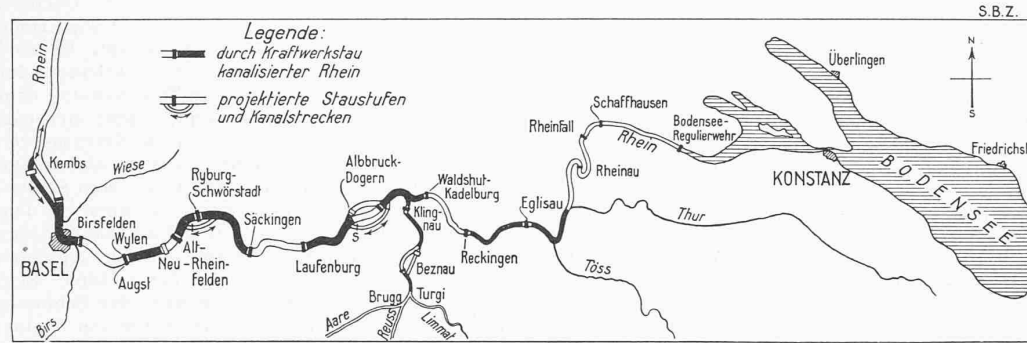 S.B.Z.
Legende:
durch Kraftwerkstau
kanalisierter Rhein
projektierte Staustufen
und Kanalstrecken
N
S
Rhein
Kembs
Wiese
Birsfelden
Wylen
BASEL
Augst
Birs
Ryburg-
Schwörstadt
Alt-
Neu-Rhein-
Felden
Säckingen
Laufenburg
Albbruck-
Dogern
S
Waldshut-
Kadelburg
Kling-
nau
Beznau
Brugg
Turgi
Aare
Reuss
Limmat
Reckingen
Eglisau
Thur
Töss
Rheinfall
Schaffhausen
Rhein
Rheinau
Bodensee-
Regulierwehr
KONSTANZ
Überlingen
Friedrichsh
BODENSEE